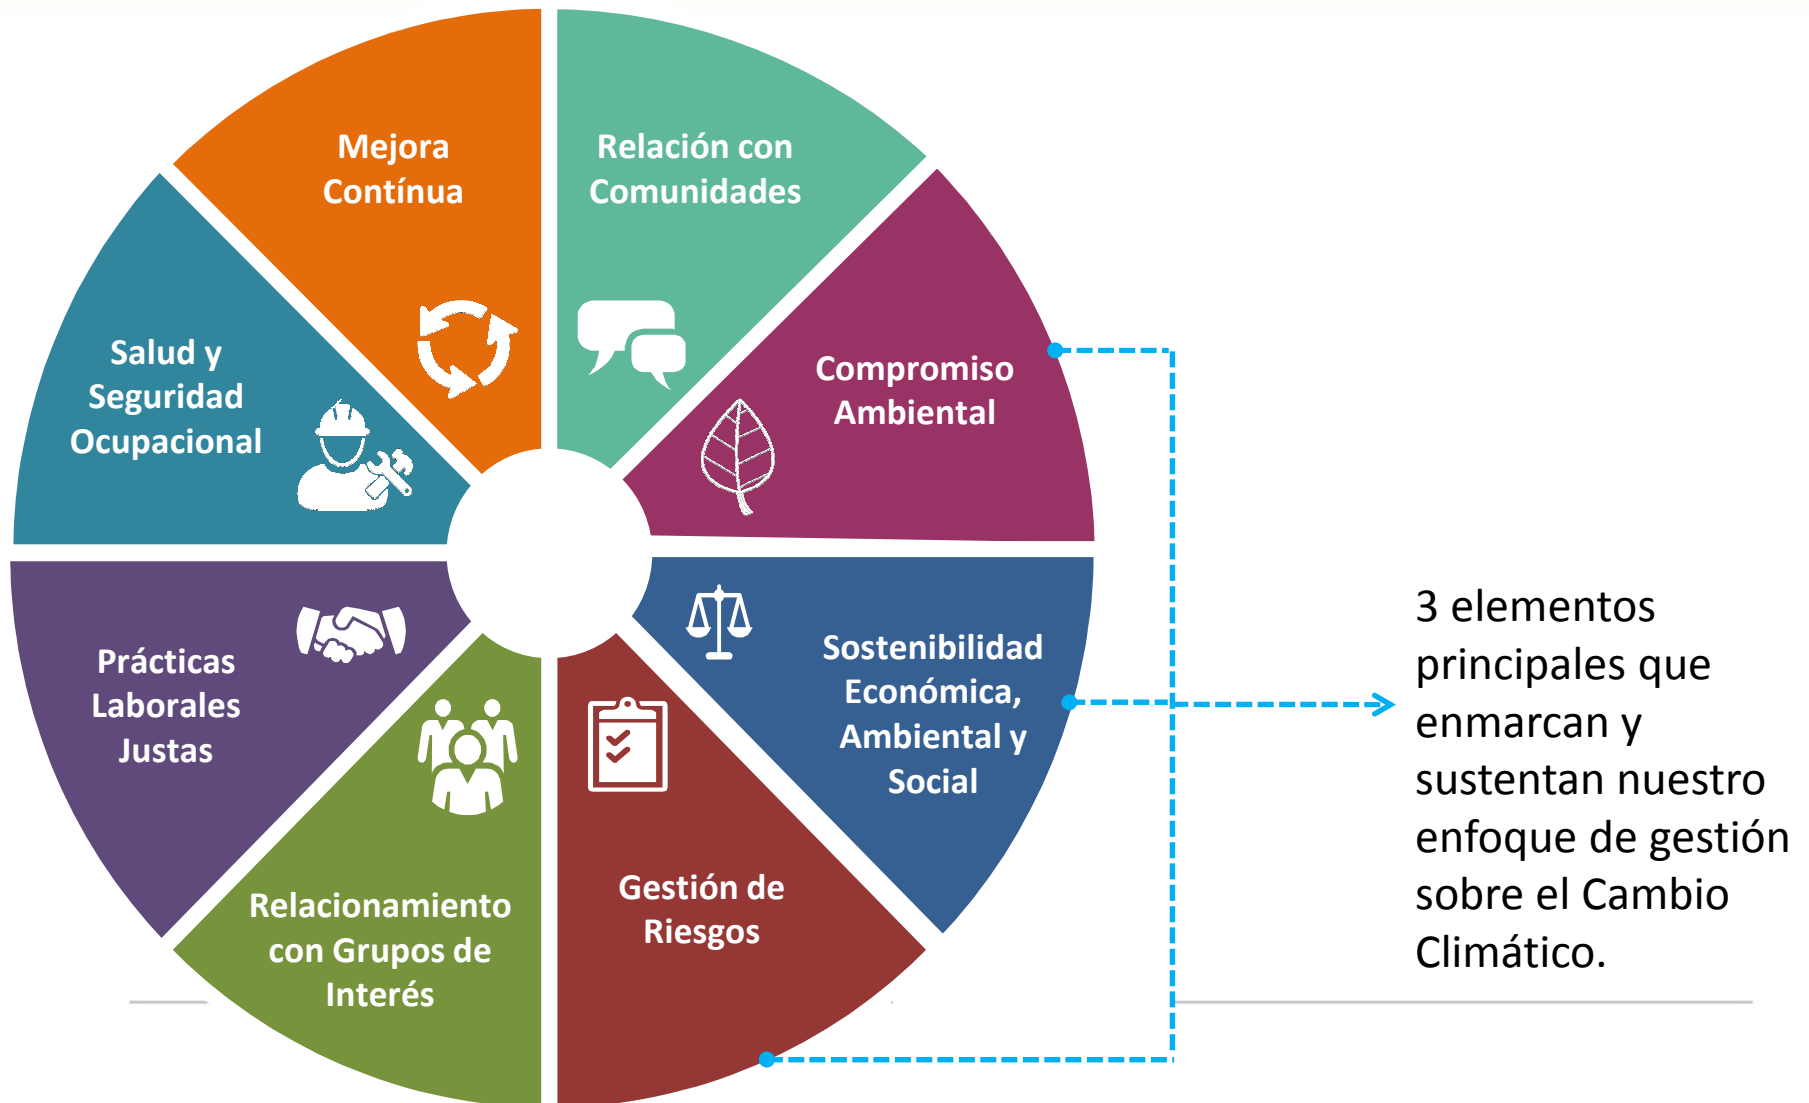 Mejora
Contínua
Relación con
Comunidades
Compromiso
Ambiental
Sostenibilidad
Económica,
Ambiental y
Social
Gestión de
Riesgos
Relacionamiento
con Grupos de
Interés
Prácticas
Laborales
Justas
Salud y
Seguridad
Ocupacional
3 elementos
principales que
enmarcan y
sustentan nuestro
enfoque de gestión
sobre el Cambio
Climático.